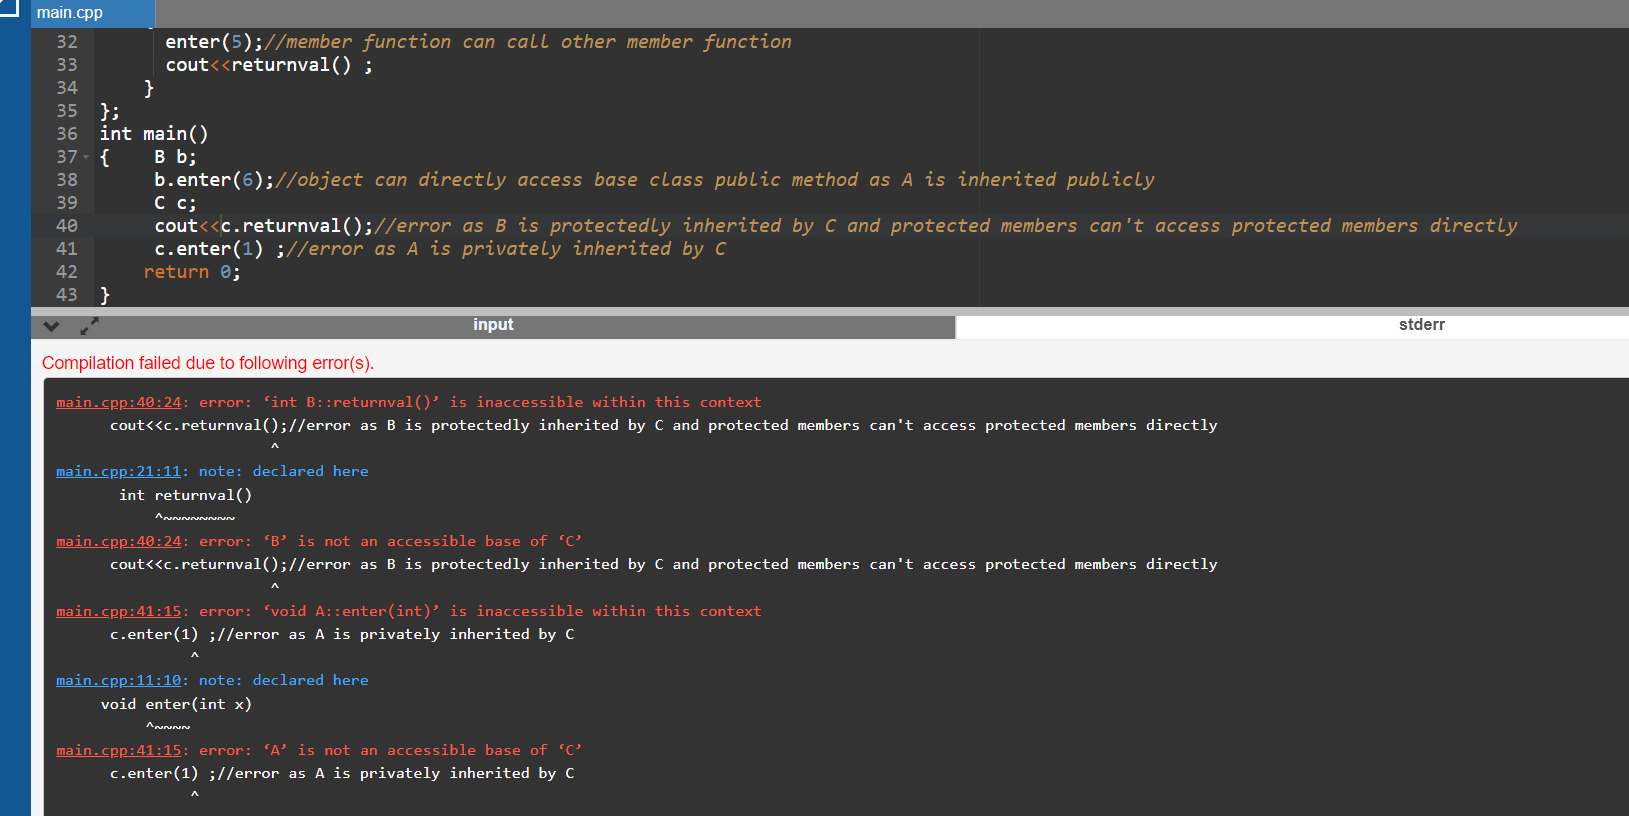 main.cpp
32 enter(5);//member function can call other member function
33 cout<<returnval() ;
34 }
35 };
36 int main()
37 { B b;
38 b.enter(6);//object can directly access base class public method as A is inherited publicly
39 C c;
40 cout<<c.returnval();//error as B is protectedly inherited by C and protected members can't access protected members directly
41 c.enter(1) ;//error as A is privately inherited by C
42 return 0;
43 }
input stderr
Compilation failed due to following error(s).
main.cpp:40:24: error: ‘int B::returnval()’ is inaccessible within this context
cout<<c.returnval();//error as B is protectedly inherited by C and protected members can't access protected members directly
^
main.cpp:21:11: note: declared here
int returnval()
^~~~~~~~~
main.cpp:40:24: error: ‘B’ is not an accessible base of ‘C’
cout<<c.returnval();//error as B is protectedly inherited by C and protected members can't access protected members directly
^
main.cpp:41:15: error: ‘void A::enter(int)’ is inaccessible within this context
c.enter(1) ;//error as A is privately inherited by C
^
main.cpp:11:10: note: declared here
void enter(int x)
^~~~~
main.cpp:41:15: error: ‘A’ is not an accessible base of ‘C’
c.enter(1) ;//error as A is privately inherited by C
^